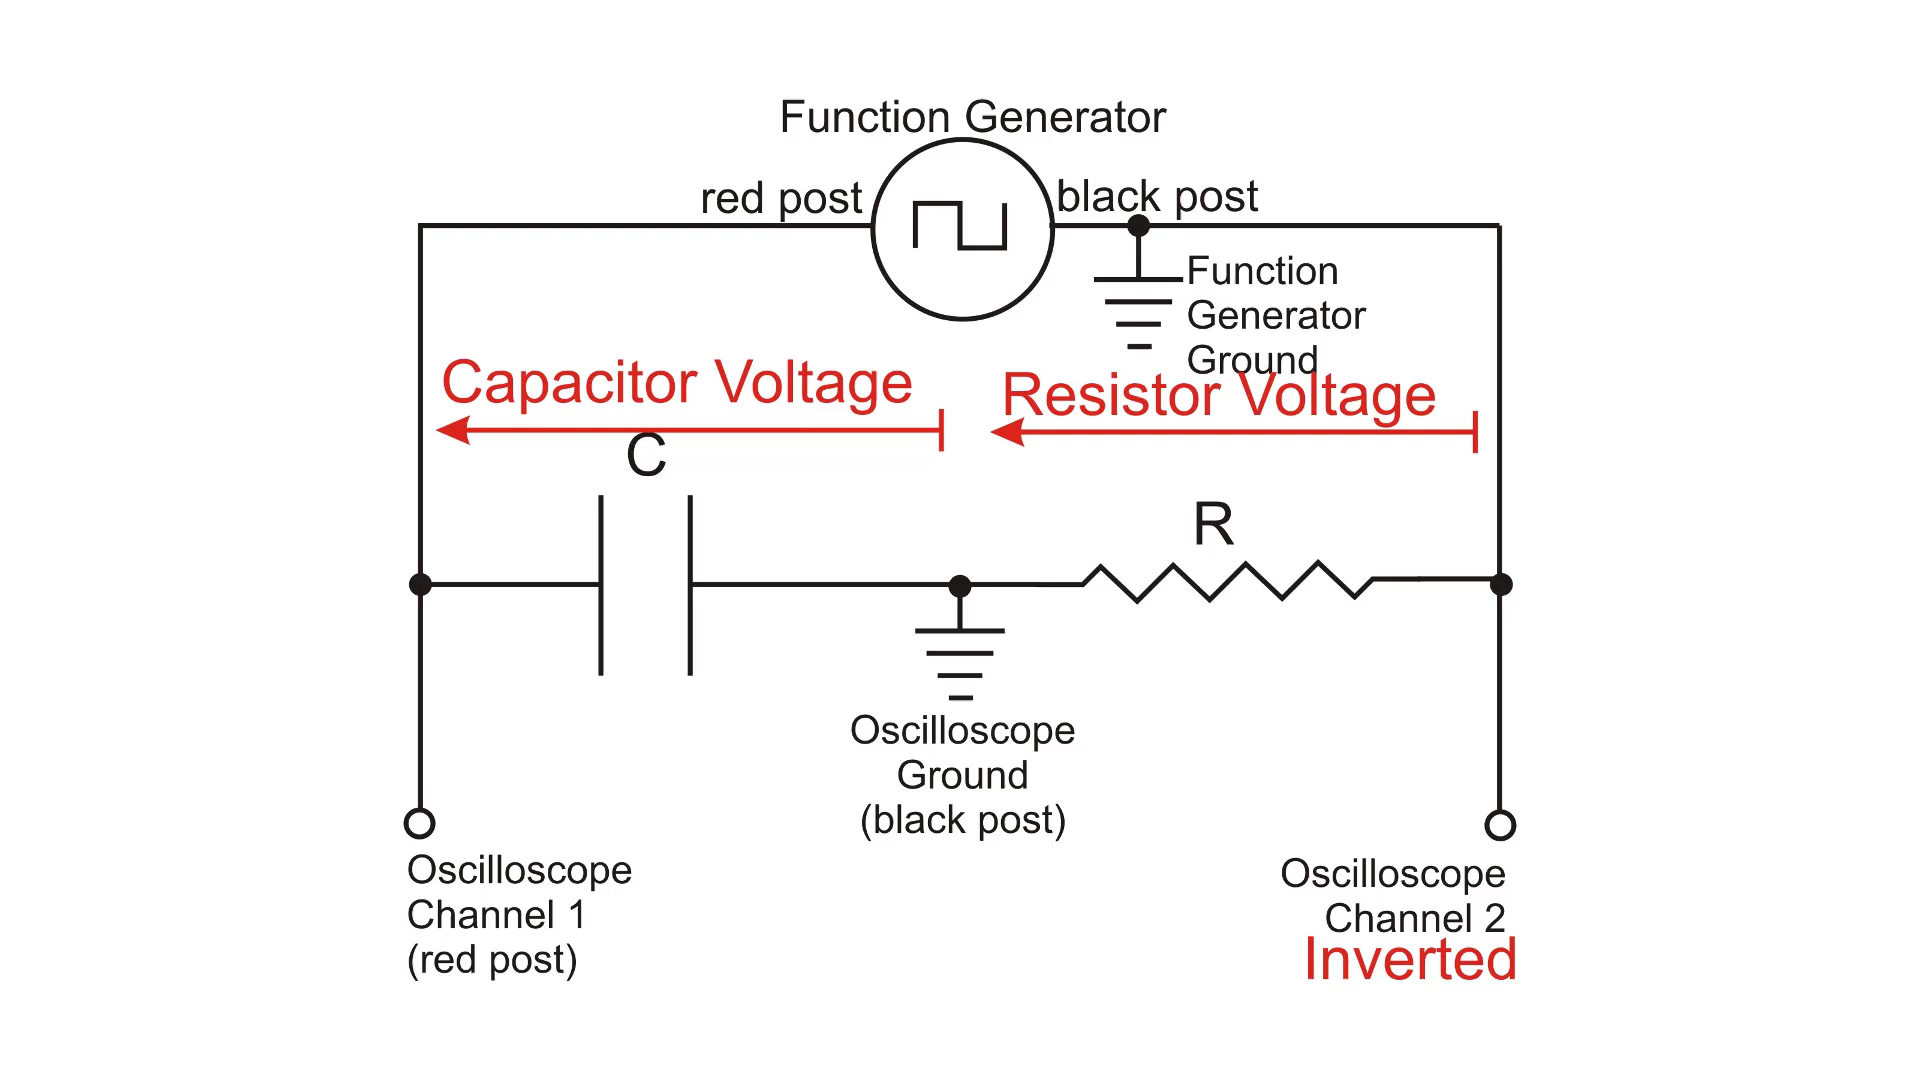 Function Generator
red post
black post
Function
Generator
Ground
Capacitor Voltage
Resistor Voltage
C
R
Oscilloscope
Ground
(black post)
Oscilloscope
Channel 1
(red post)
Oscilloscope
Channel 2
Inverted